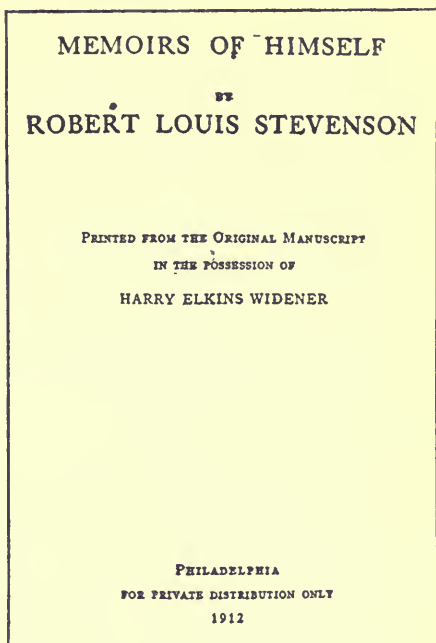 MEMOIRS OF HIMSELF
BY
ROBERT LOUIS STEVENSON
PRINTED FROM THE ORIGINAL MANUSCRIPT
IN THE POSSESSION OF
HARRY ELKINS WIDENER
PHILADELPHIA
FOR PRIVATE DISTRIBUTION ONLY
1912